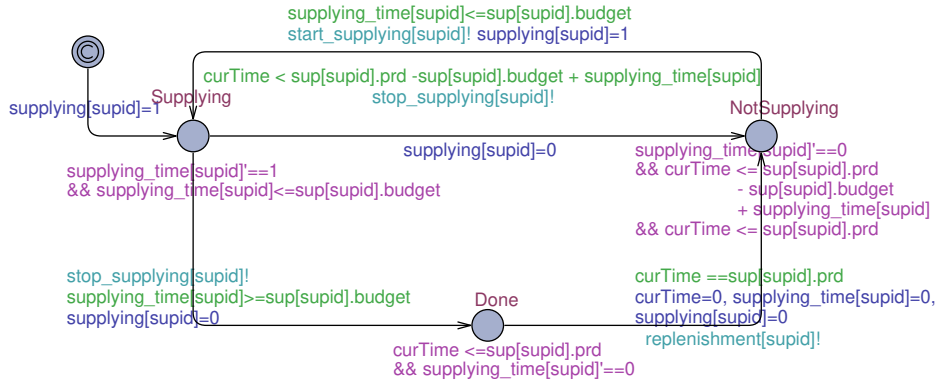 supplying_time[supid]<=sup[supid].budget
start_supplying[supid]! supplying[supid]=1
curTime < sup[supid].prd -sup[supid].budget + supplying_time[supid]
stop_supplying[supid]!
C
supplying[supid]=1
Supplying
NotSupplying
supplying[supid]=0
supplying_time[supid]'==1
&& supplying_time[supid]<=sup[supid].budget
supplying_time[supid]'==0
&& curTime <= sup[supid].prd
- sup[supid].budget
+ supplying_time[supid]
&& curTime <= sup[supid].prd
stop_supplying[supid]!
supplying_time[supid]>=sup[supid].budget
supplying[supid]=0
Done
curTime <=sup[supid].prd
&& supplying_time[supid]'==0
curTime ==sup[supid].prd
curTime=0, supplying_time[supid]=0,
supplying[supid]=0
replenishment[supid]!